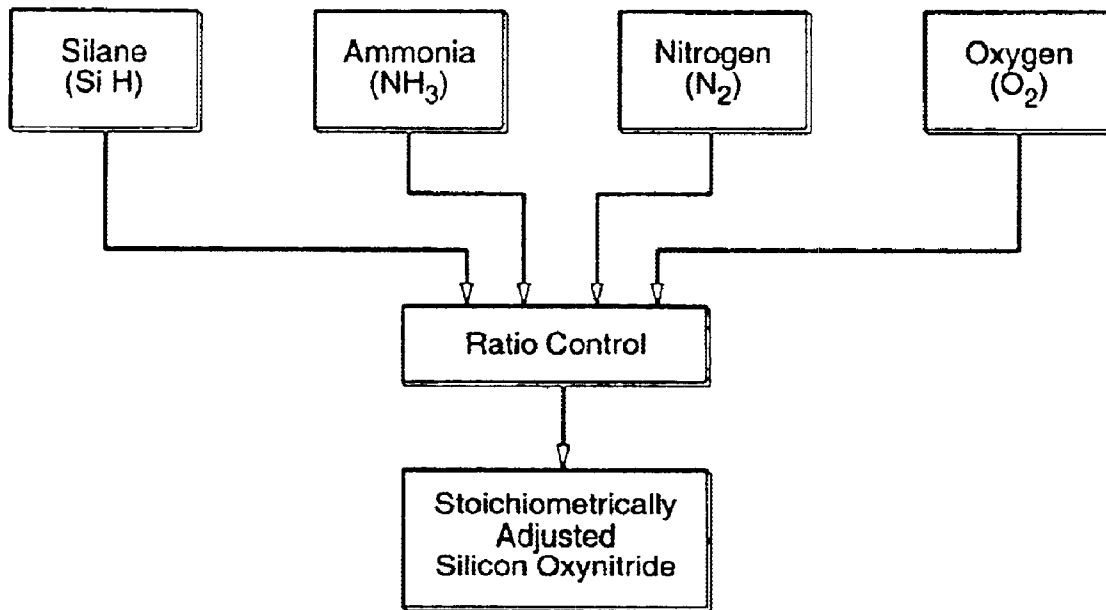 Silane
(Si H)
Ammonia
(NH₃)
Nitrogen
(N₂)
Oxygen
(O₂)
Ratio Control
Stoichiometrically
Adjusted
Silicon Oxynitride